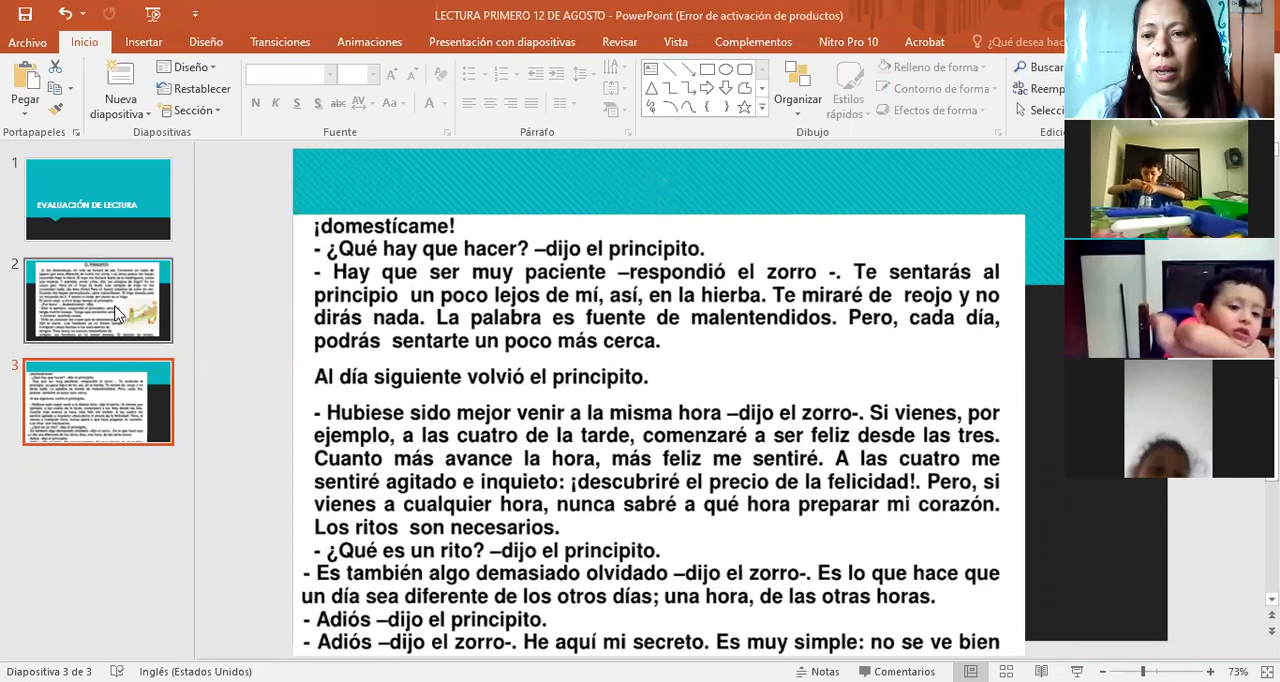 LECTURA PRIMERO 12 DE AGOSTO - PowerPoint (Error de activación de productos)
Archivo Inicio Insertar Diseño Transiciones Animaciones Presentación con diapositivas Revisar Vista Complementos Nitro Pro 10 Acrobat ¿Qué desea hac
Pegar
Nueva diapositiva
Diseño
Restablecer
Sección
N K S S abc AV Aa A
Organizar
Estilos rápidos
Relleno de forma
Contorno de forma
Efectos de forma
Buscar
Reemp
Selecci
Portapapeles Diapositivas Fuente Párrafo Dibujo Edici
1
EVALUACIÓN DE LECTURA
2
EL PRINCIPITO
3
¡domestícame!
- ¿Qué hay que hacer? –dijo el principito.
- Hay que ser muy paciente –respondió el zorro -. Te sentarás al
principio un poco lejos de mí, así, en la hierba. Te miraré de reojo y no
dirás nada. La palabra es fuente de malentendidos. Pero, cada día,
podrás sentarte un poco más cerca.
Al día siguiente volvió el principito.
- Hubiese sido mejor venir a la misma hora –dijo el zorro-. Si vienes, por
ejemplo, a las cuatro de la tarde, comenzaré a ser feliz desde las tres.
Cuanto más avance la hora, más feliz me sentiré. A las cuatro me
sentiré agitado e inquieto: ¡descubriré el precio de la felicidad!. Pero, si
vienes a cualquier hora, nunca sabré a qué hora preparar mi corazón.
Los ritos son necesarios.
- ¿Qué es un rito? –dijo el principito.
- Es también algo demasiado olvidado –dijo el zorro-. Es lo que hace que
un día sea diferente de los otros días; una hora, de las otras horas.
- Adiós –dijo el principito.
- Adiós –dijo el zorro-. He aquí mi secreto. Es muy simple: no se ve bien
Diapositiva 3 de 3 Inglés (Estados Unidos) Notas Comentarios 73%